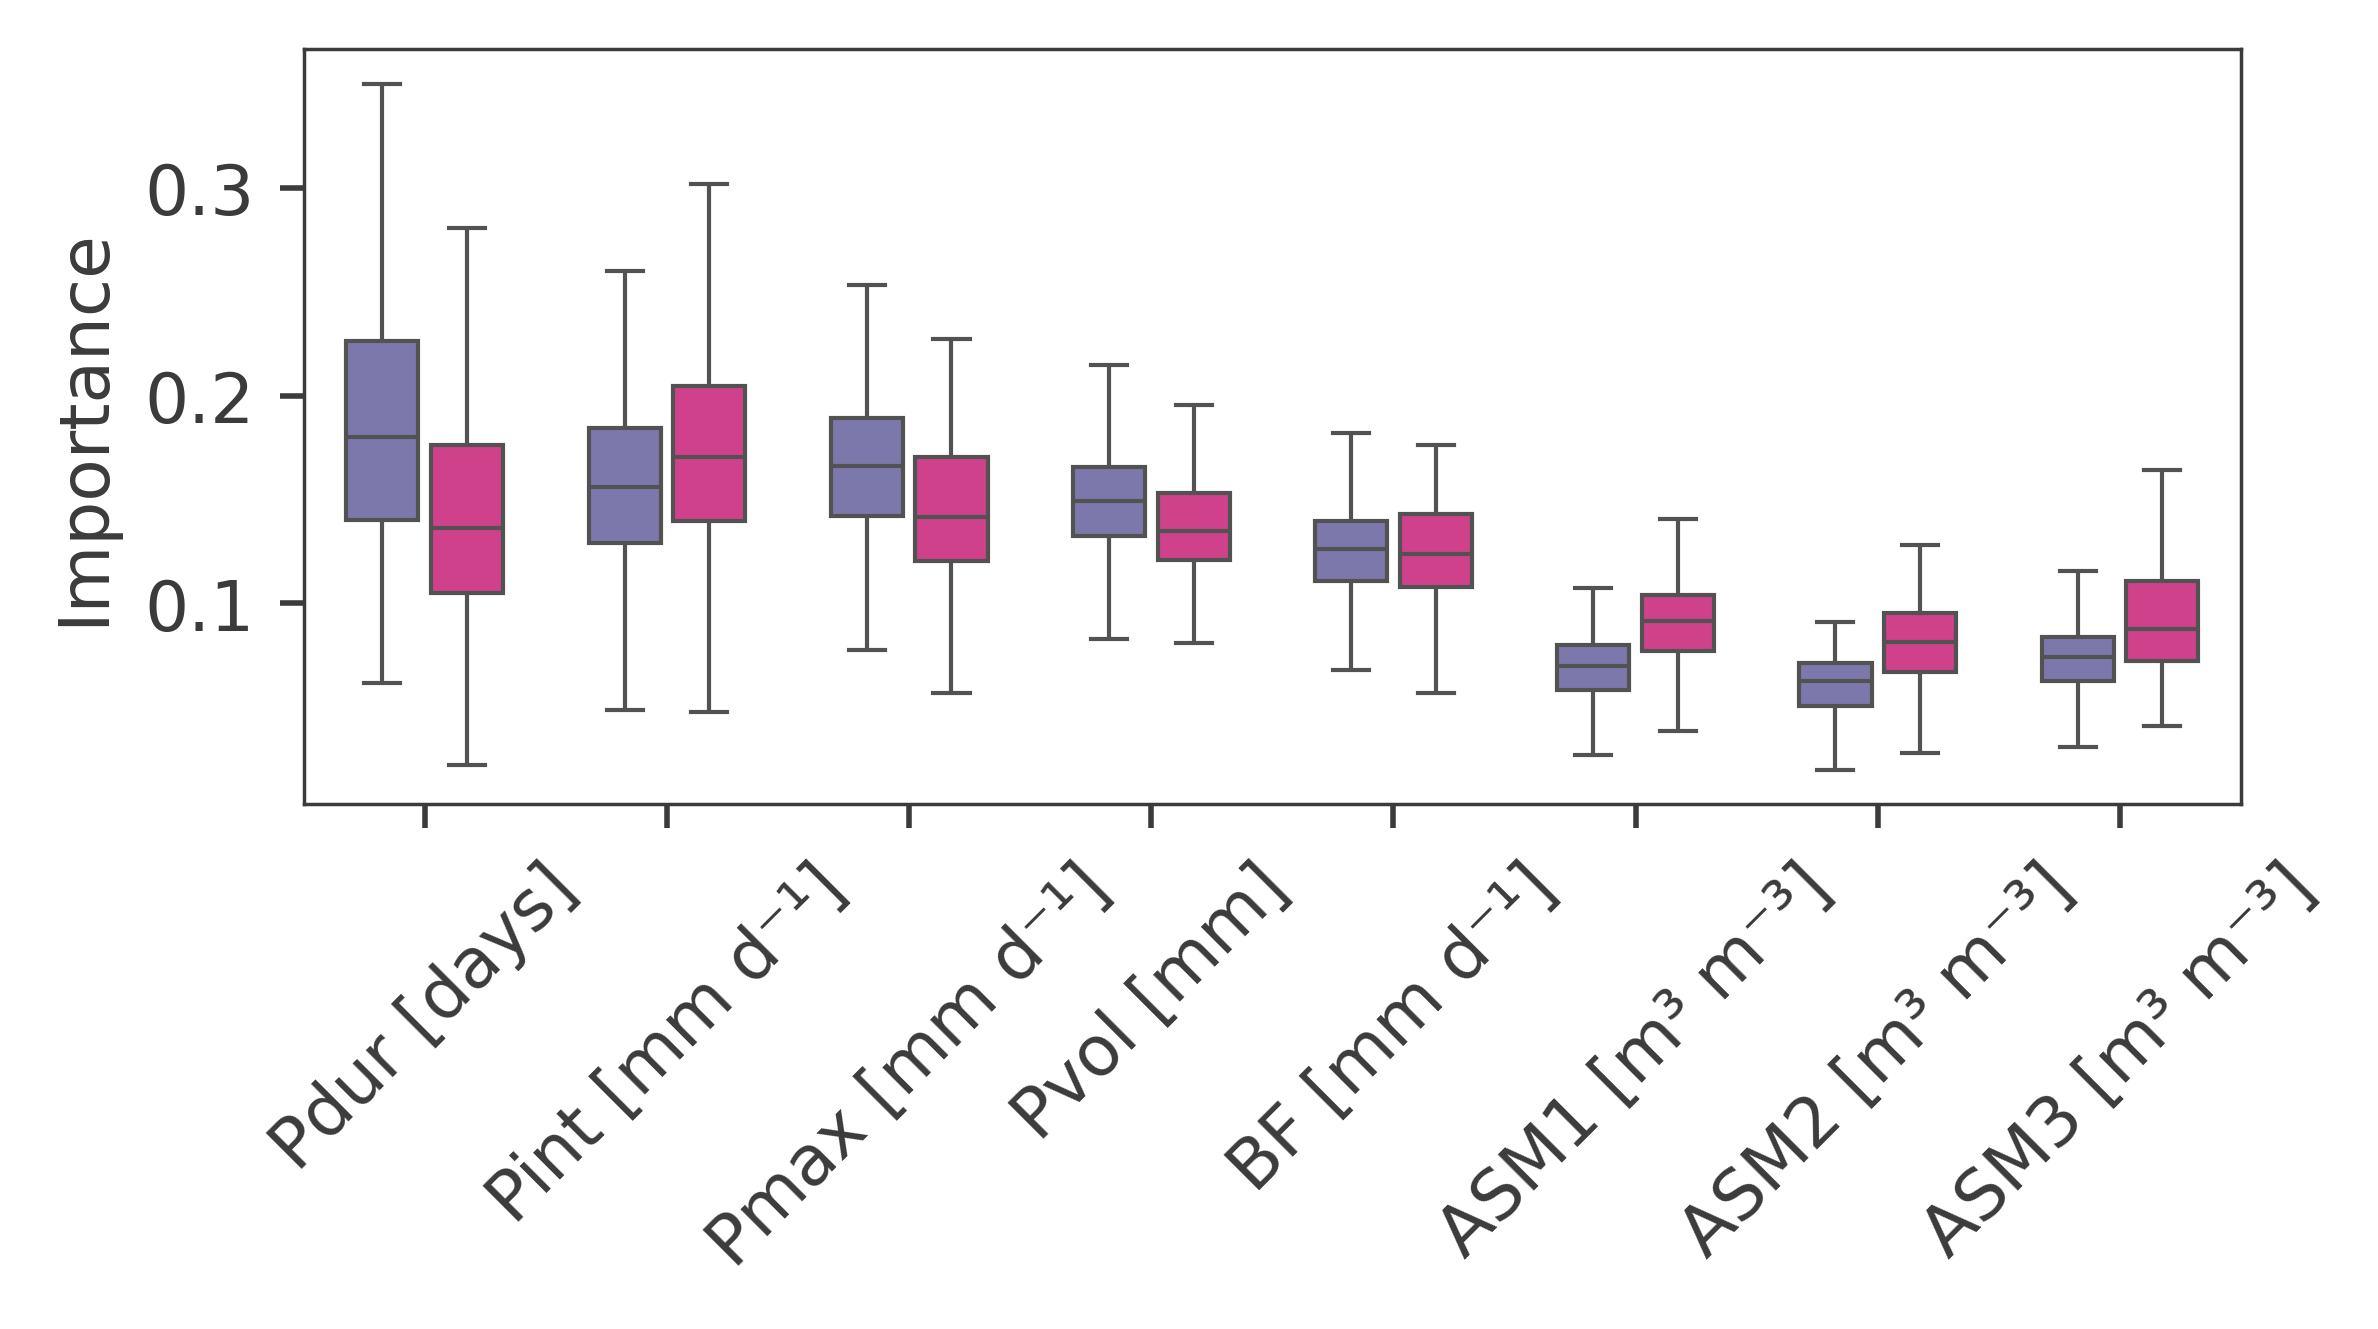 Importance
0.3
0.2
0.1
Pdur [days]
Pint [mm d⁻¹]
Pmax [mm d⁻¹]
Pvol [mm]
BF [mm d⁻¹]
ASM1 [m³ m⁻³]
ASM2 [m³ m⁻³]
ASM3 [m³ m⁻³]